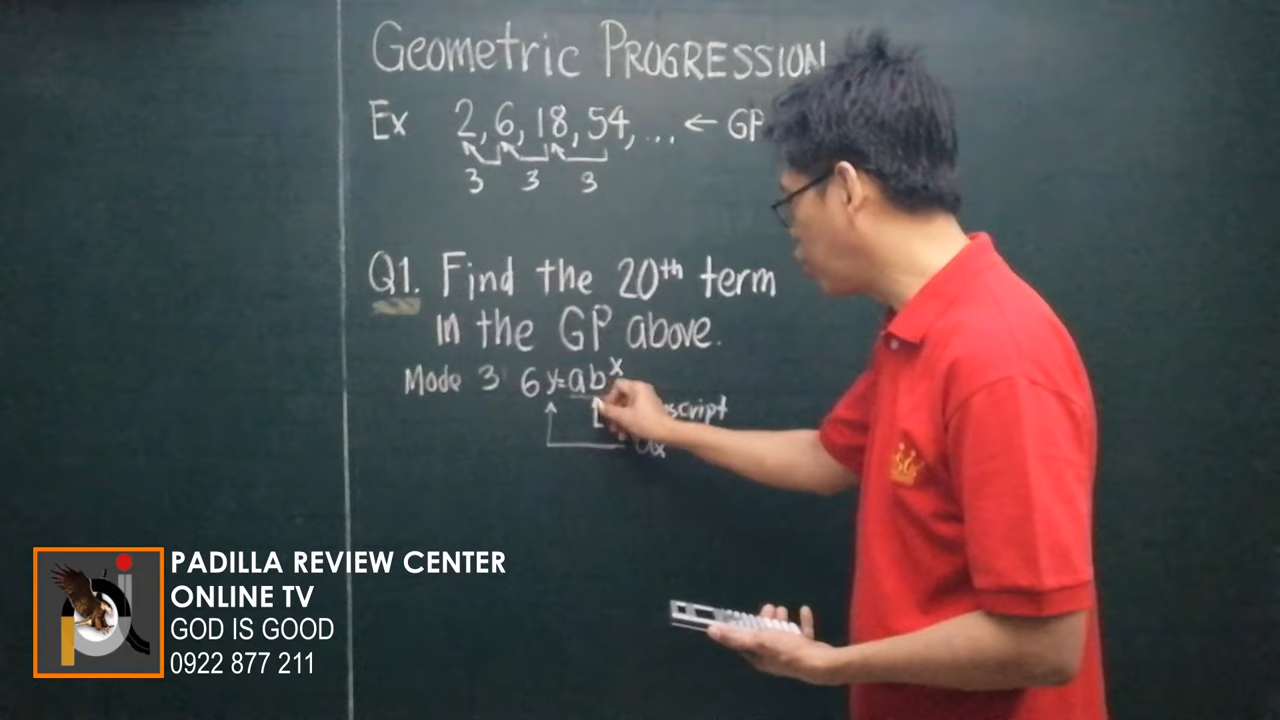 Geometric PROGRESSION
Ex 2, 6, 18, 54, ... ← GP
3 3 3
Q1. Find the 20th term
in the GP above.
Mode 3 6 y=abx
PADILLA REVIEW CENTER
ONLINE TV
GOD IS GOOD
0922 877 211